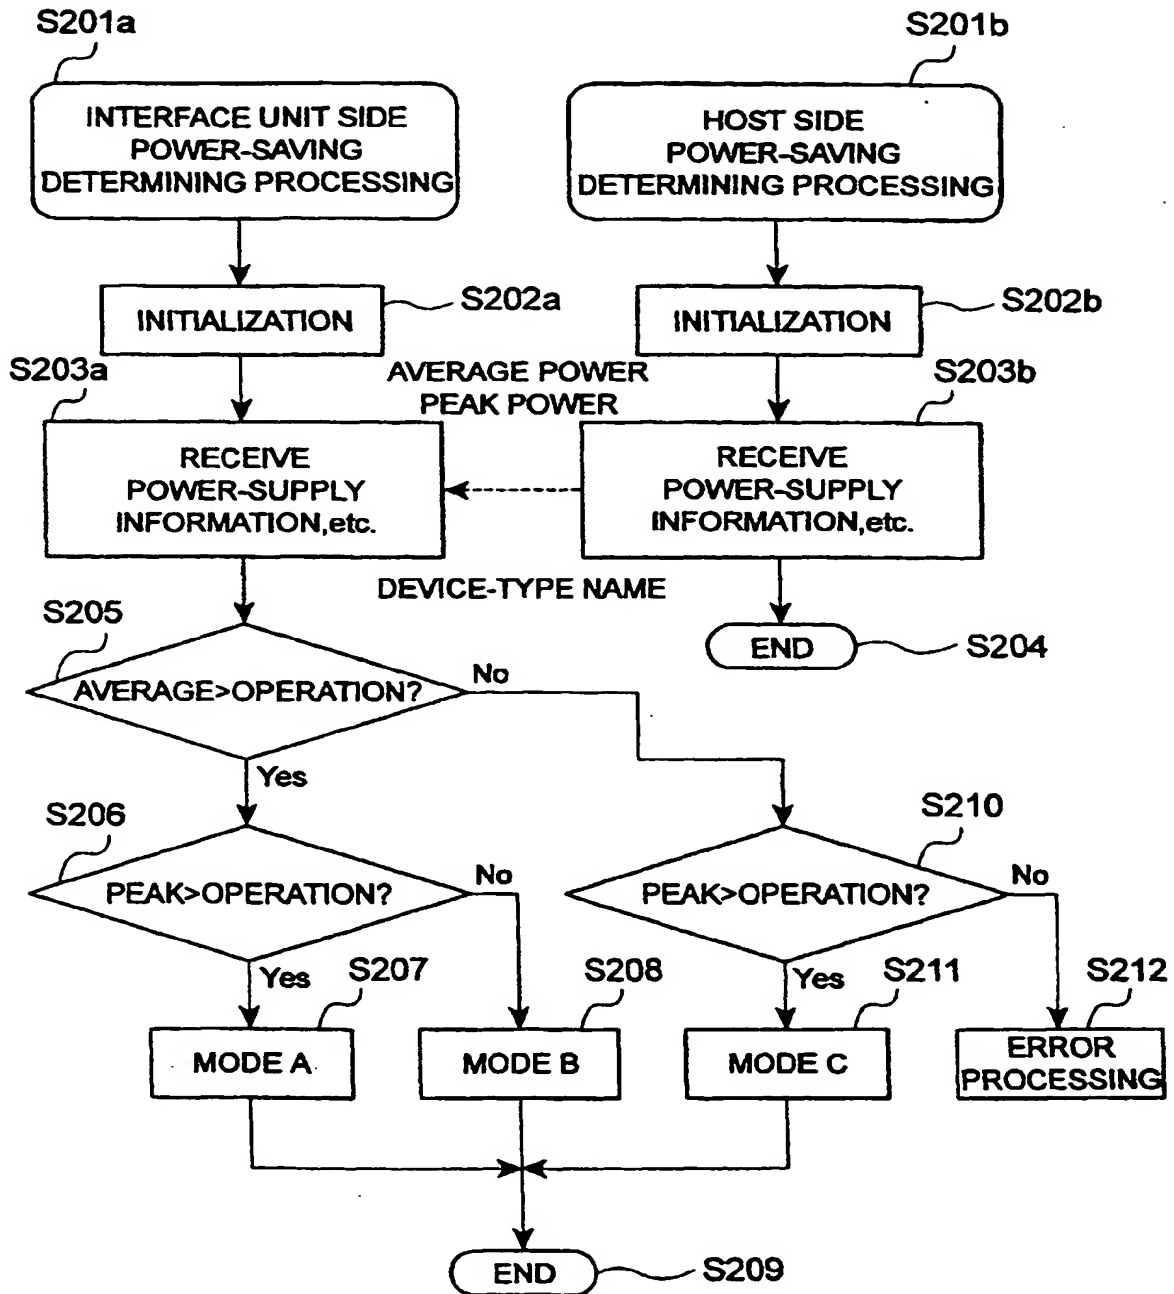 S201a
S201b
INTERFACE UNIT SIDE
POWER-SAVING
DETERMINING PROCESSING
HOST SIDE
POWER-SAVING
DETERMINING PROCESSING
INITIALIZATION
S202a
INITIALIZATION
S202b
S203a
AVERAGE POWER
PEAK POWER
S203b
RECEIVE
POWER-SUPPLY
INFORMATION,etc.
RECEIVE
POWER-SUPPLY
INFORMATION,etc.
DEVICE-TYPE NAME
END
S204
S205
AVERAGE>OPERATION?
No
Yes
S206
PEAK>OPERATION?
No
Yes
S210
PEAK>OPERATION?
No
Yes
S207
MODE A
S208
MODE B
S211
MODE C
S212
ERROR
PROCESSING
END
S209